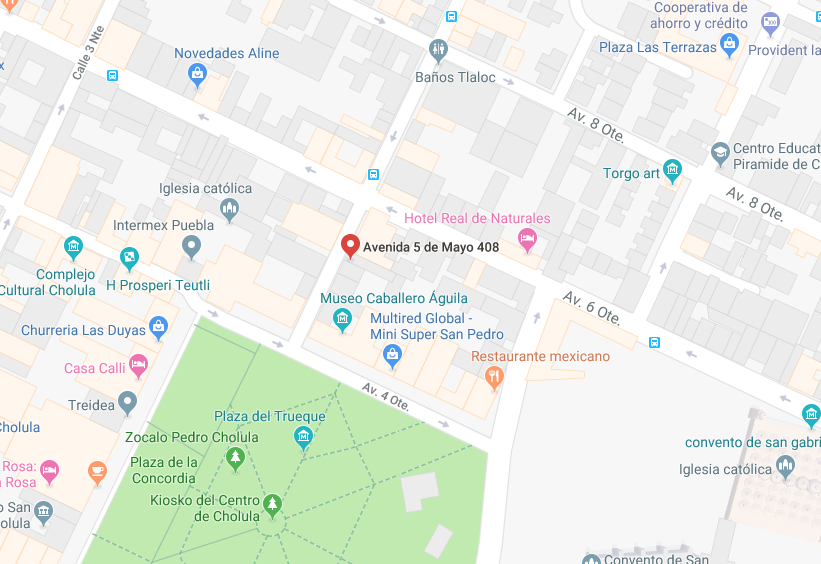 Cooperativa de
ahorro y crédito
Plaza Las Terrazas
Provident la
Calle 3 Nte
Novedades Aline
x
Baños Tlaloc
Av. 8 Ote.
Centro Educat
Piramide de C
Torgo art
Av. 8 Ote.
Iglesia católica
Intermex Puebla
Hotel Real de Naturales
Avenida 5 de Mayo 408
Complejo
Cultural Cholula
H Prosperi Teutli
Museo Caballero Águila
Av. 6 Ote.
Churreria Las Duyas
Multired Global -
Mini Super San Pedro
Restaurante mexicano
Casa Calli
Treidea
Av. 4 Ote.
Plaza del Trueque
Cholula
Zocalo Pedro Cholula
convento de san gabri
Rosa:
a Rosa
Plaza de la
Concordia
Iglesia católica
Kiosko del Centro
de Cholula
o San
olula
Convento de San